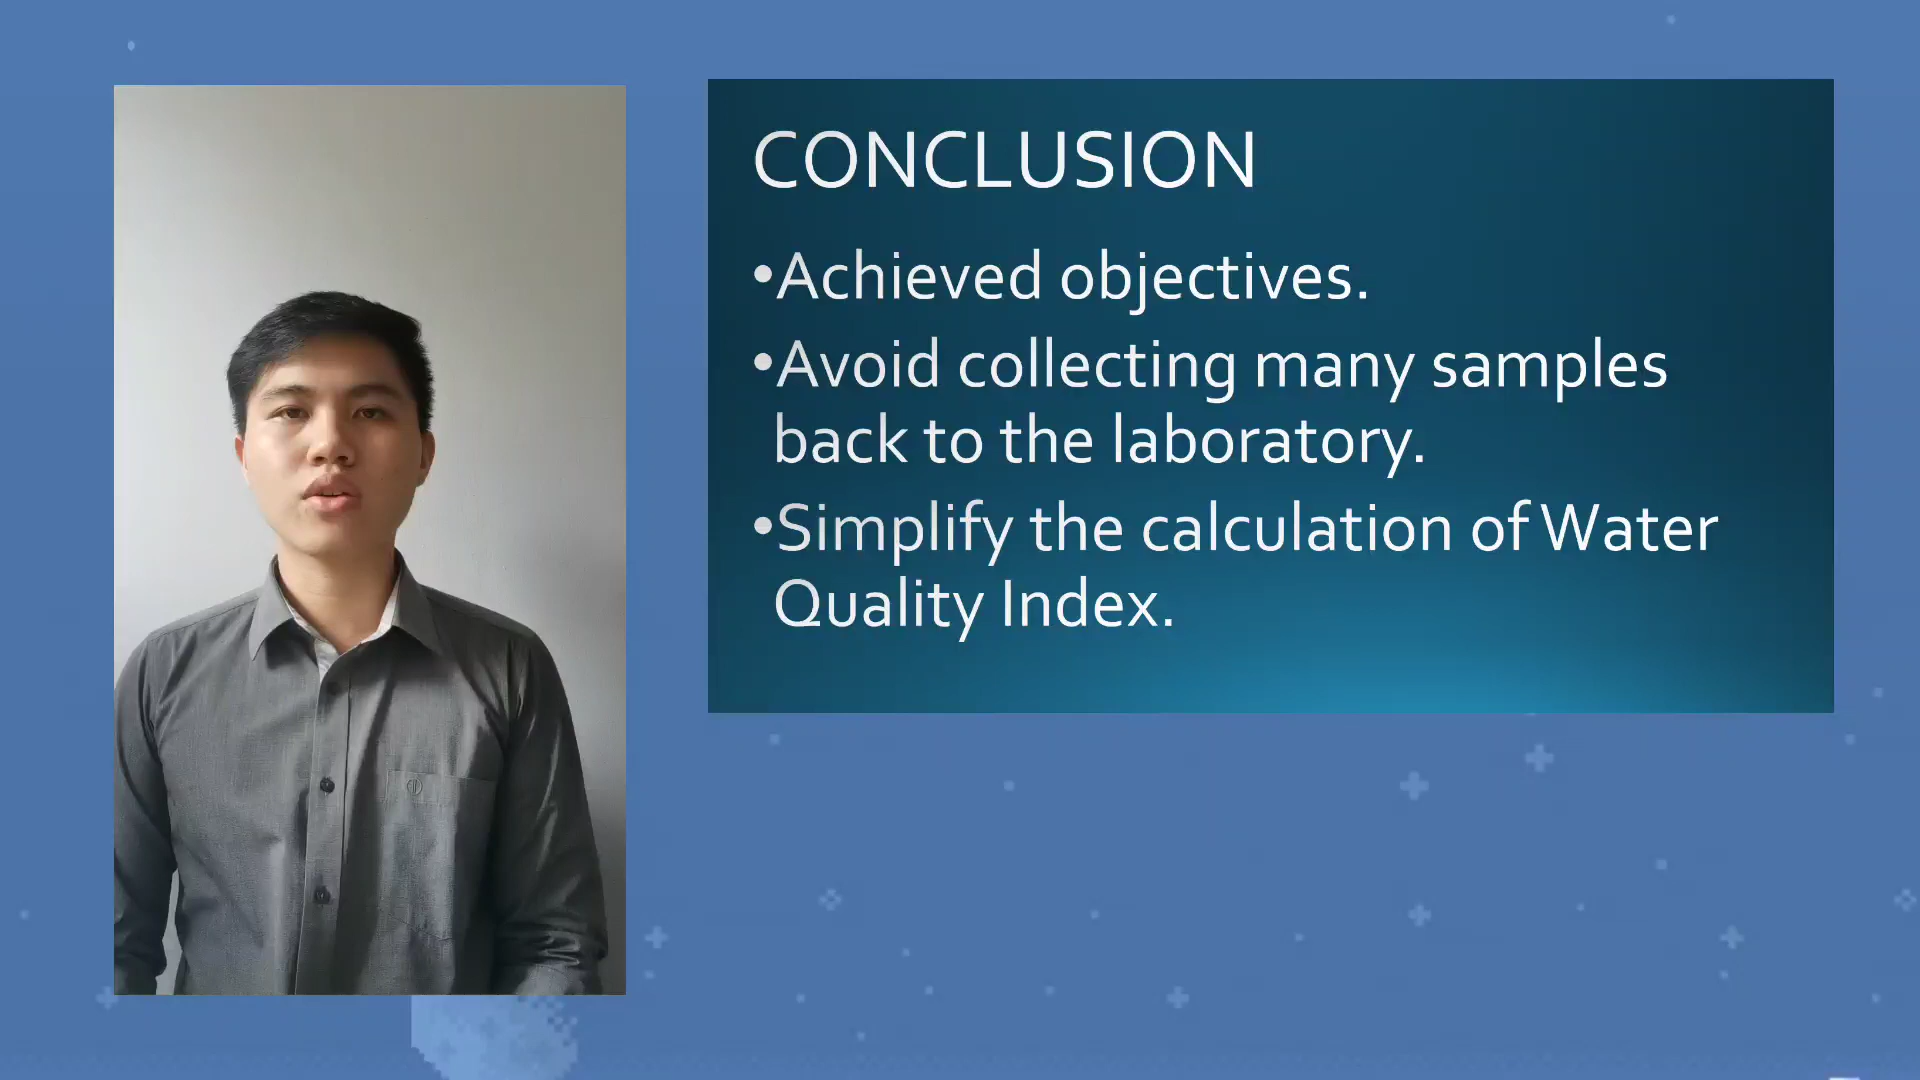 CONCLUSION
•Achieved objectives.
•Avoid collecting many samples
back to the laboratory.
•Simplify the calculation of Water
Quality Index.